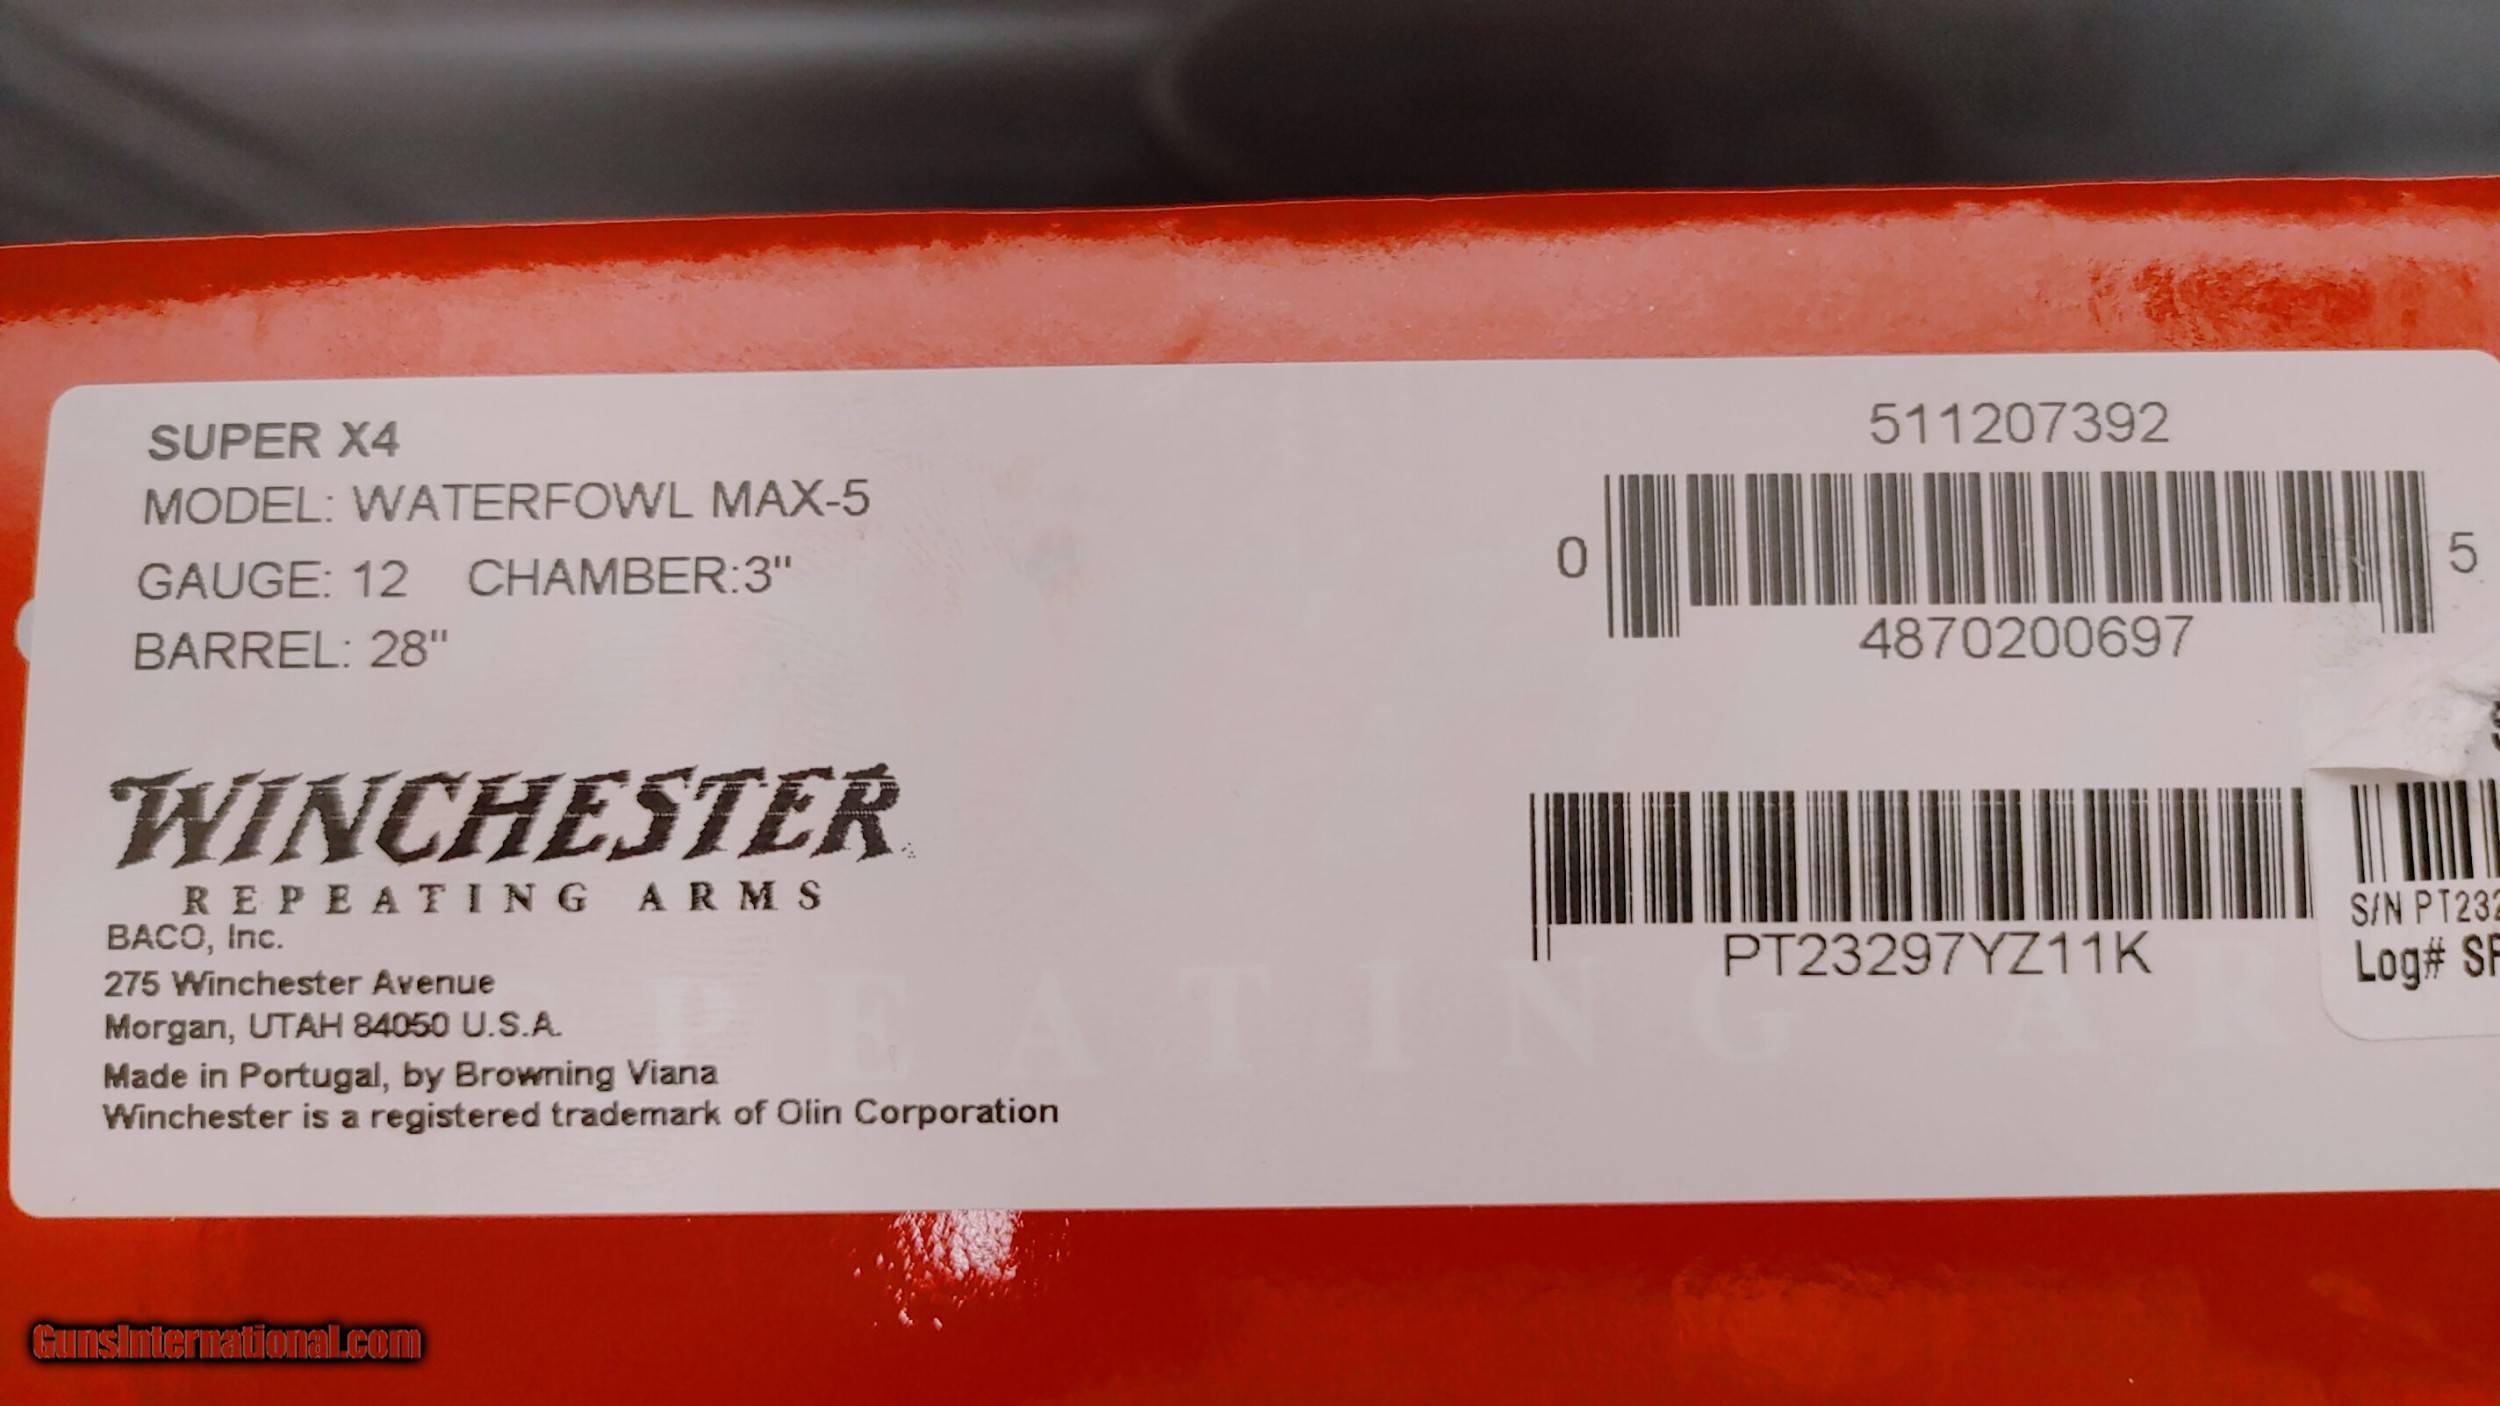 SUPER X4
MODEL: WATERFOWL MAX-5
GAUGE: 12 CHAMBER:3"
BARREL: 28"
WINCHESTER
REPEATING ARMS
BACO, Inc.
275 Winchester Avenue
Morgan, UTAH 84050 U.S.A.
Made in Portugal, by Browning Viana
Winchester is a registered trademark of Olin Corporation
511207392
0 5
4870200697
PT23297YZ11K
S/N PT232
Log# SF
PEATING AR
GunsInternational.com